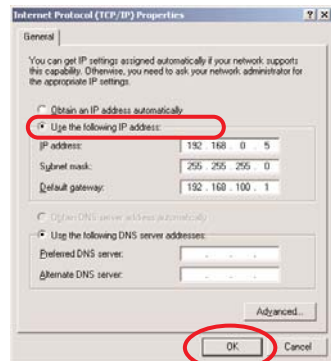 Internet Protocol (TCP/IP) Properties
General
You can get IP settings assigned automatically if your network supports
this capability. Otherwise, you need to ask your network administrator for
the appropriate IP settings.
Obtain an IP address automatically
Use the following IP address:
IP address: 192 . 168 . 0 . 5
Subnet mask: 255 . 255 . 255 . 0
Default gateway: 192 . 168 . 100 . 1
Obtain DNS server address automatically
Use the following DNS server addresses:
Preferred DNS server: . . .
Alternate DNS server: . . .
Advanced...
OK Cancel